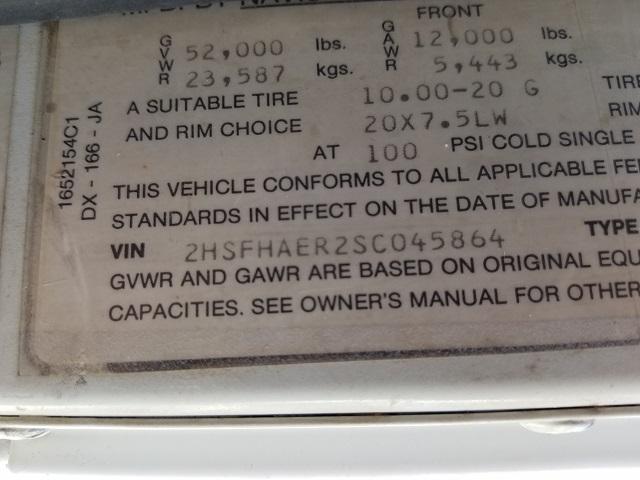 FRONT
GVWR 52,000 lbs. GAWR 12,000 lbs.
23,587 kgs. 5,443 kgs.
A SUITABLE TIRE 10.00-20 G
AND RIM CHOICE 20X7.5LW
AT 100 PSI COLD SINGLE
THIS VEHICLE CONFORMS TO ALL APPLICABLE
STANDARDS IN EFFECT ON THE DATE OF
VIN 2HSFHAER2SC045864 TYPE
GVWR AND GAWR ARE BASED ON ORIGINAL
CAPACITIES. SEE OWNER'S MANUAL FOR OTHER
1652154C1
DX - 166 - JA